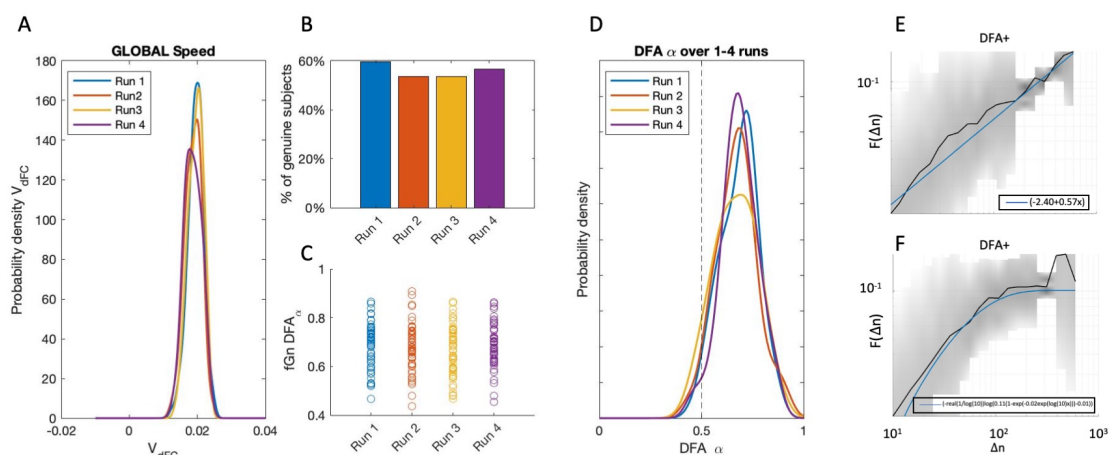 A
GLOBAL Speed
Probability density V_dFC
180
160
140
120
100
80
60
40
20
0
Run 1
Run2
Run3
Run 4
-0.02
0
0.02
0.04
V_dFC
B
% of genuine subjects
60%
40%
20%
0%
Run 1
Run 2
Run 3
Run 4
C
fGn DFA_α
1
0.8
0.6
0.4
Run 1
Run 2
Run 3
Run 4
D
DFA α over 1-4 runs
Probability density
Run 1
Run 2
Run 3
Run 4
0
0.5
1
DFA α
E
DFA+
F(Δn)
10⁻¹
(-2.40+0.57x)
F
DFA+
F(Δn)
10⁻¹
10¹
10²
10³
Δn